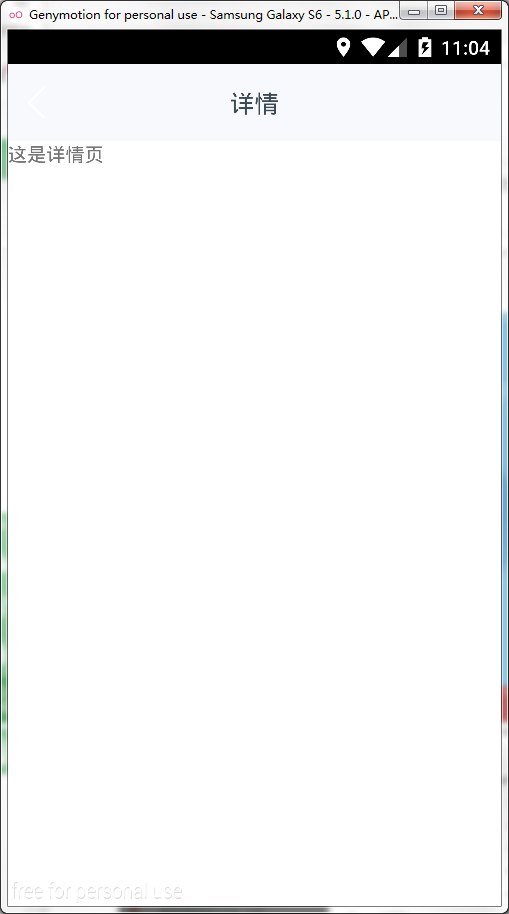 Genymotion for personal use - Samsung Galaxy S6 - 5.1.0 - AP...
11:04
详情
这是详情页
free for personal use